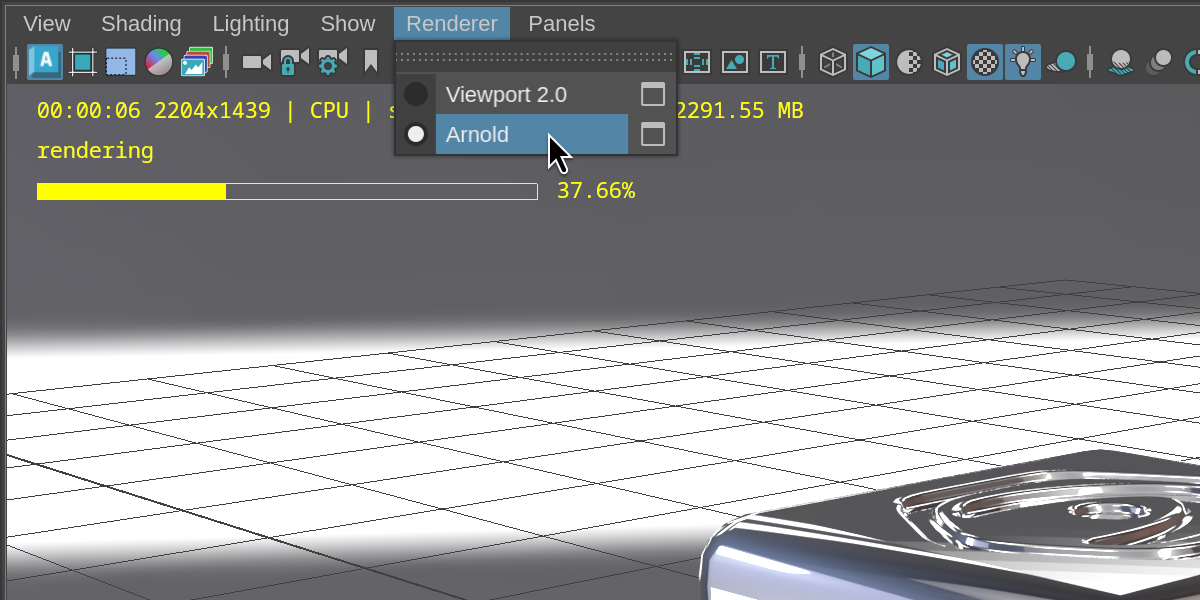 View Shading Lighting Show Renderer Panels
A T
Viewport 2.0
Arnold
00:00:06 2204x1439 | CPU | 2291.55 MB
rendering
37.66%